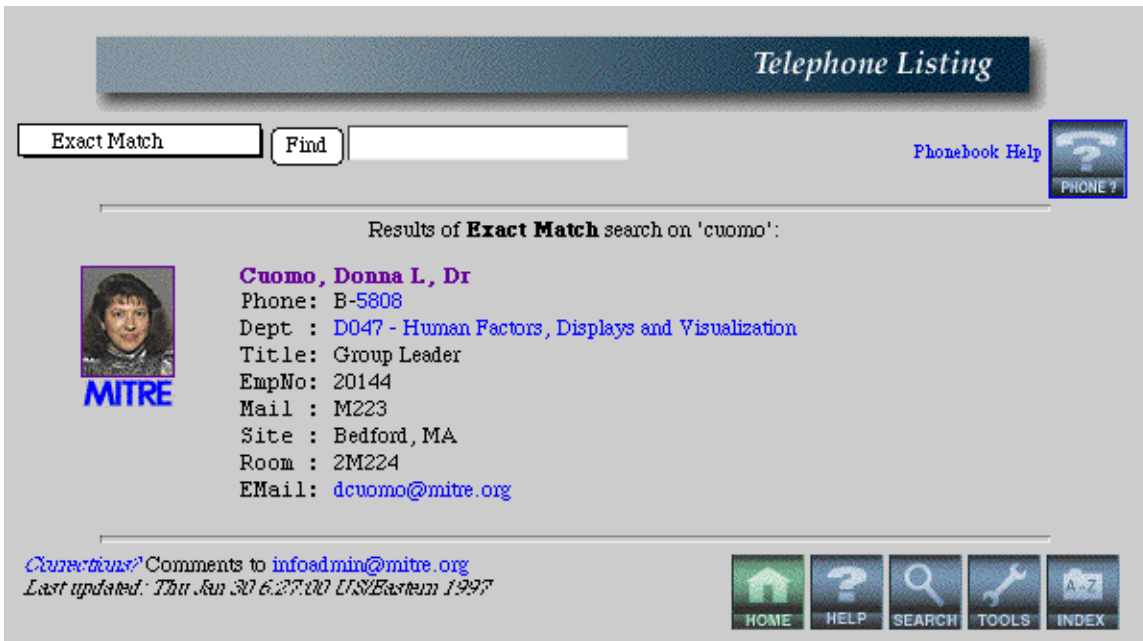 Telephone Listing
Exact Match Find
Phonebook Help
PHONE ?
Results of Exact Match search on 'cuomo':
Cuomo, Donna L, Dr
Phone: B-5808
Dept : D047 - Human Factors, Displays and Visualization
Title: Group Leader
EmpNo: 20144
Mail : M223
Site : Bedford, MA
Room : 2M224
EMail: dcuomo@mitre.org
MITRE
Corrections? Comments to infoadmin@mitre.org
Last updated: Thu Jan 30 6:27:00 US/Eastern 1997
HOME HELP SEARCH TOOLS A-Z INDEX